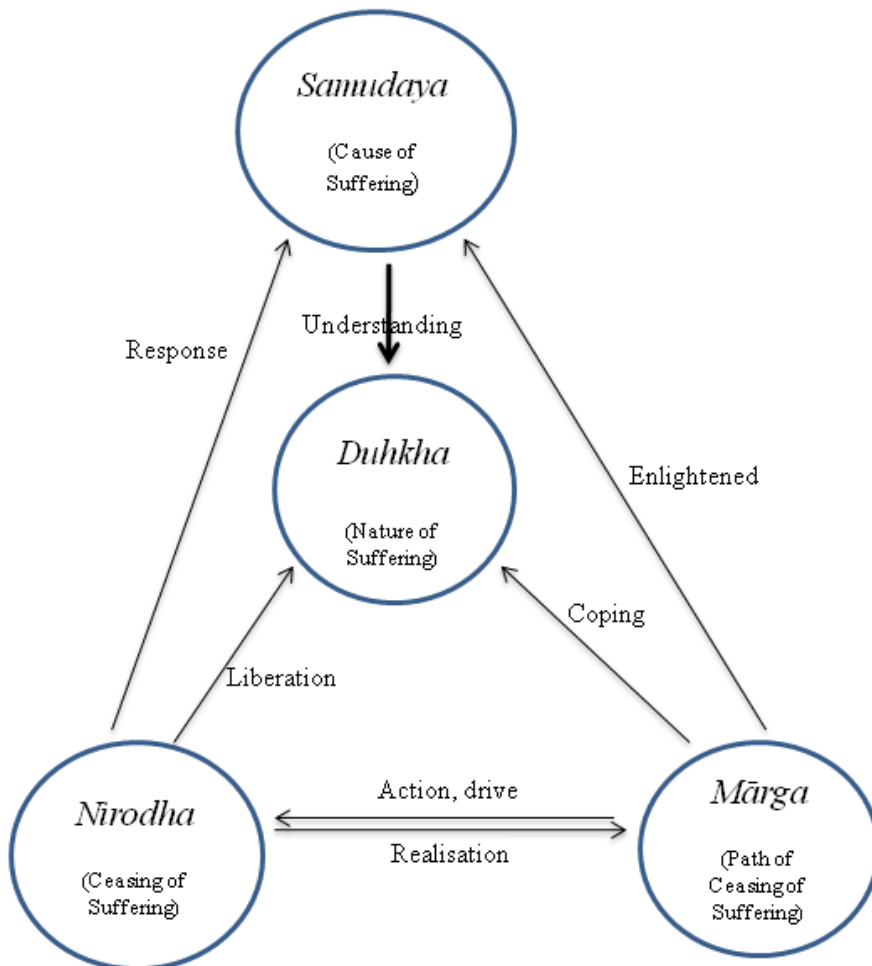 Samudaya
(Cause of
Suffering)
Understanding
Response
Duhkha
(Nature of
Suffering)
Enlightened
Coping
Liberation
Nirodha
(Ceasing of
Suffering)
Action, drive
Realisation
Mārga
(Path of
Ceasing of
Suffering)